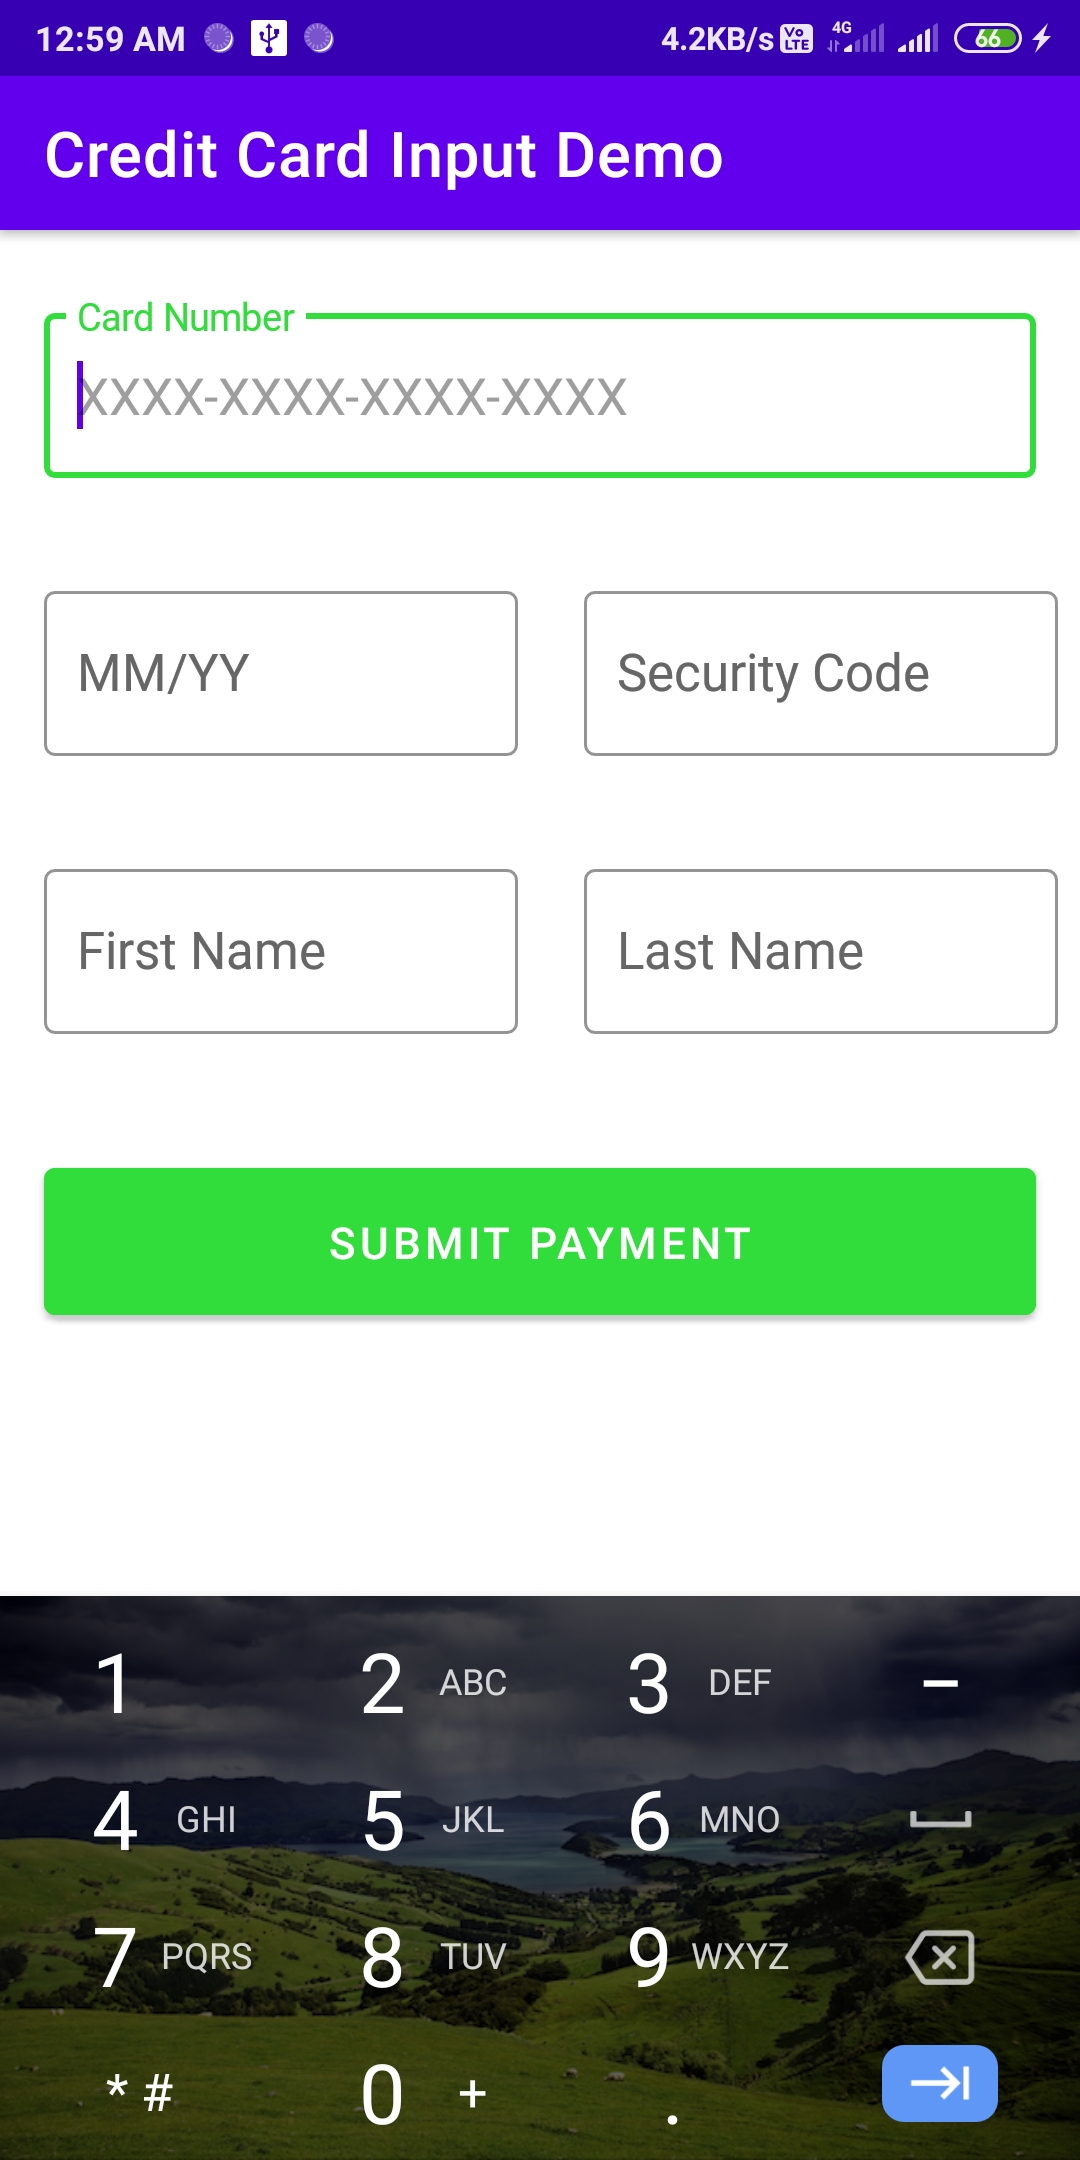 12:59 AM 4.2KB/s Vo LTE 4G 66
Credit Card Input Demo
Card Number
XXXX-XXXX-XXXX-XXXX
MM/YY Security Code
First Name Last Name
SUBMIT PAYMENT
1 2 ABC 3 DEF –
4 GHI 5 JKL 6 MNO
7 PQRS 8 TUV 9 WXYZ
* # 0 + .